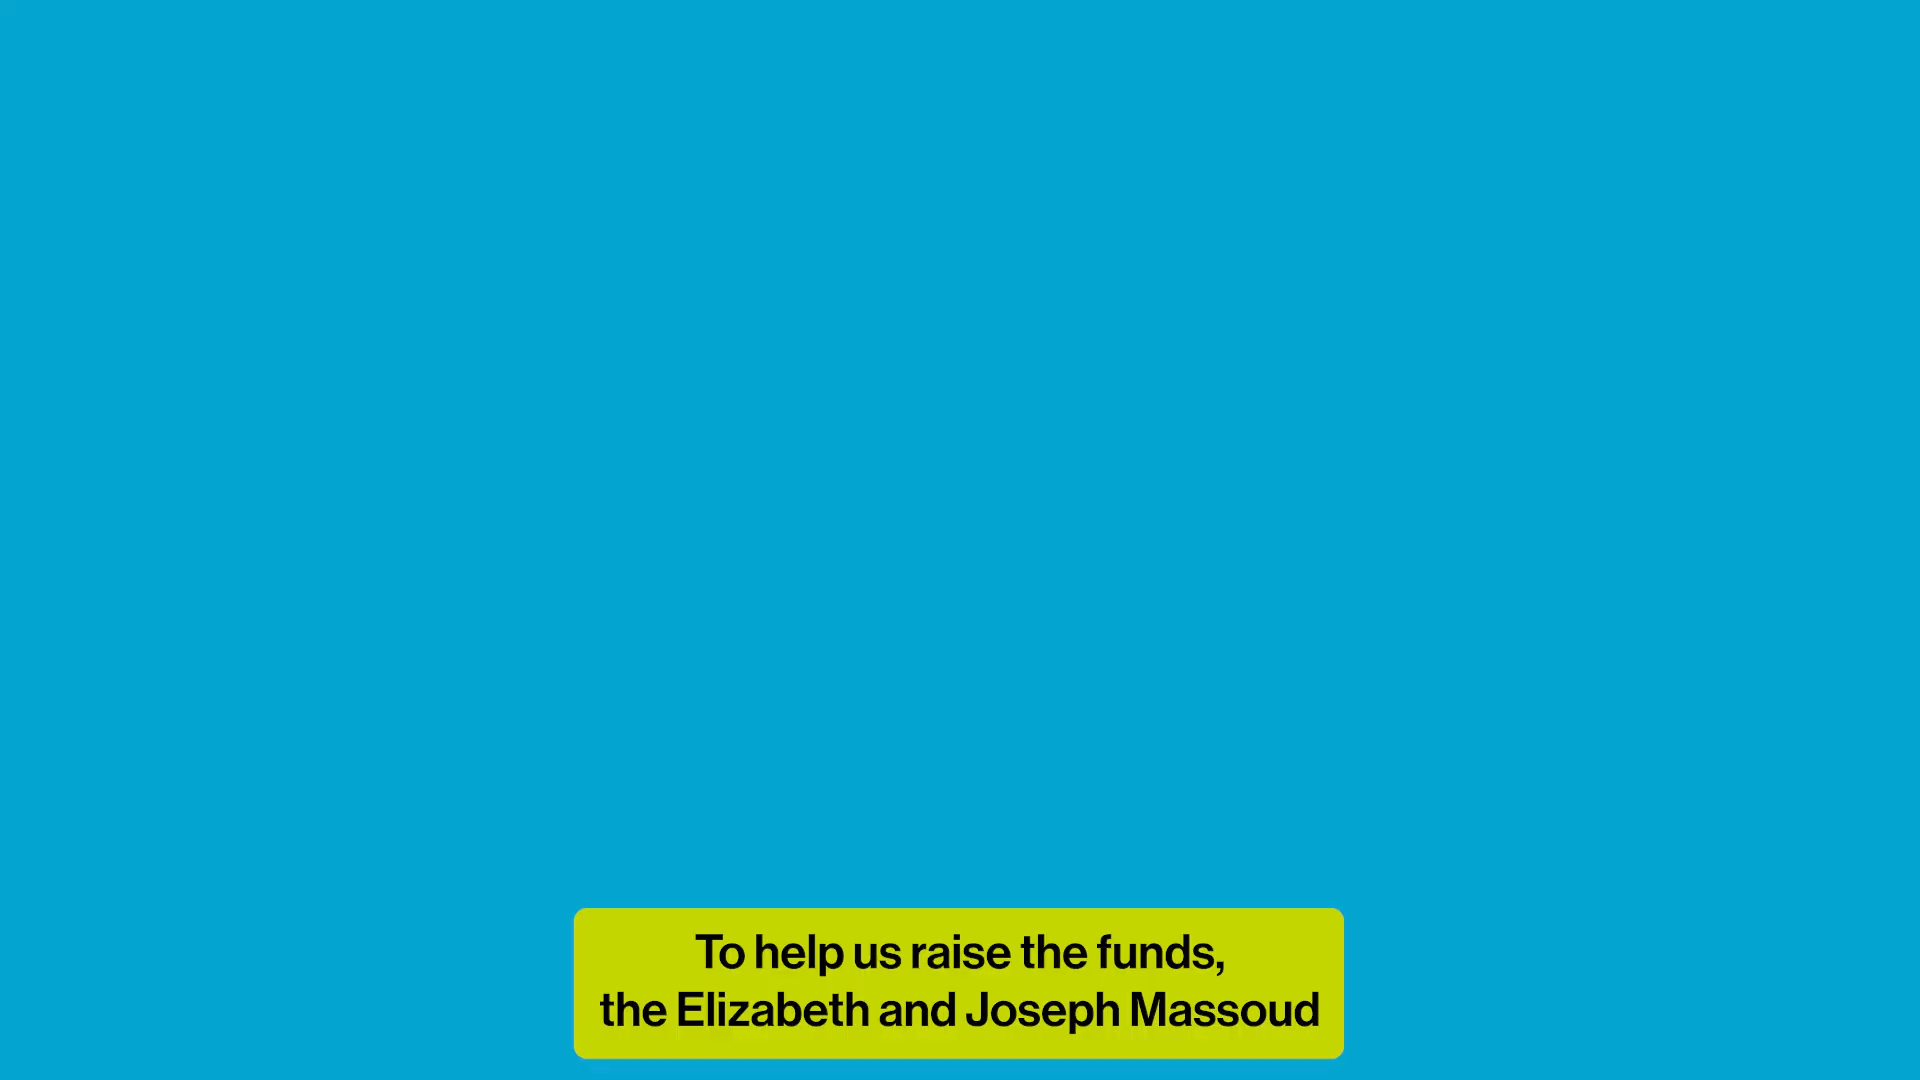 To help us raise the funds,
the Elizabeth and Joseph Massoud